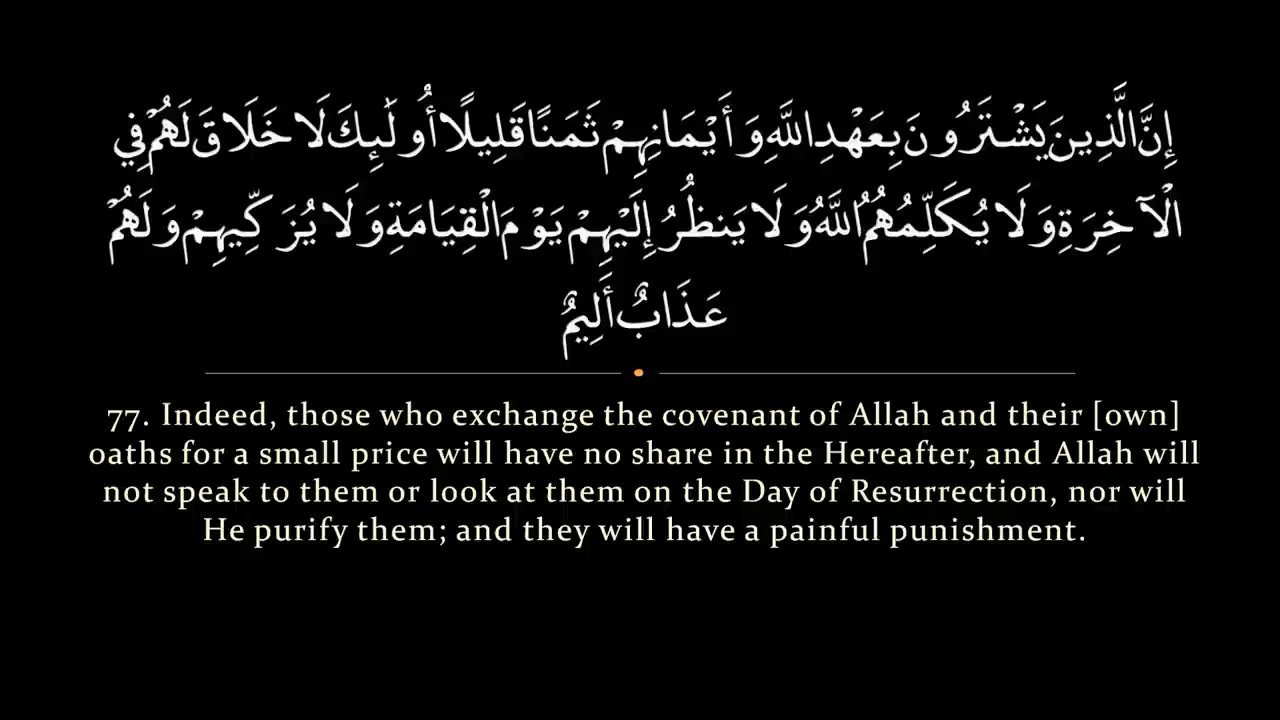 إِنَّ الَّذِينَ يَشْتَرُونَ بِعَهْدِ اللَّهِ وَأَيْمَانِهِمْ ثَمَنًا قَلِيلًا أُولَٰئِكَ لَا خَلَاقَ لَهُمْ فِي
الْآخِرَةِ وَلَا يُكَلِّمُهُمُ اللَّهُ وَلَا يَنظُرُ إِلَيْهِمْ يَوْمَ الْقِيَامَةِ وَلَا يُزَكِّيهِمْ وَلَهُمْ
عَذَابٌ أَلِيمٌ
77. Indeed, those who exchange the covenant of Allah and their [own]
oaths for a small price will have no share in the Hereafter, and Allah will
not speak to them or look at them on the Day of Resurrection, nor will
He purify them; and they will have a painful punishment.